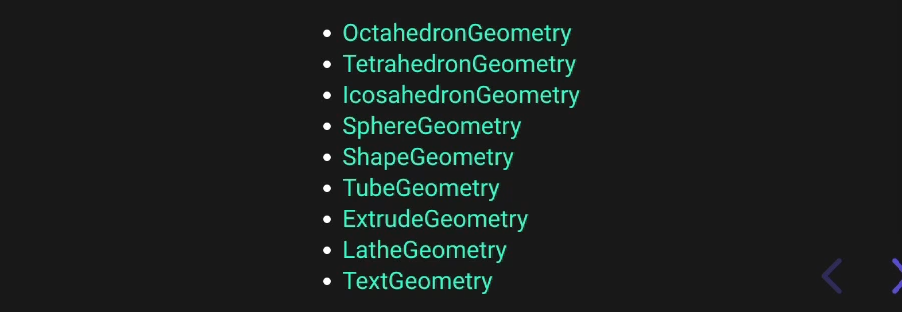 • OctahedronGeometry
• TetrahedronGeometry
• IcosahedronGeometry
• SphereGeometry
• ShapeGeometry
• TubeGeometry
• ExtrudeGeometry
• LatheGeometry
• TextGeometry